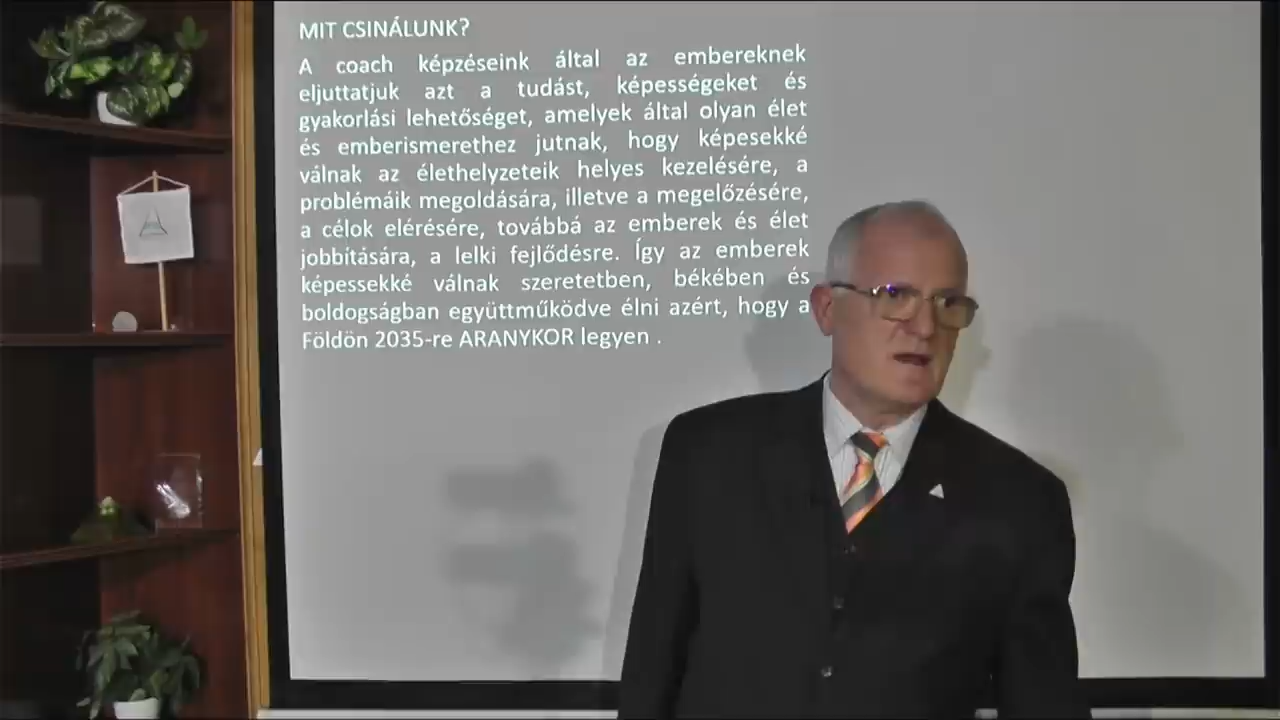 MIT CSINÁLUNK?
A coach képzéseink által az embereknek
eljuttatjuk azt a tudást, képességeket és
gyakorlási lehetőséget, amelyek által olyan élet
és emberismerethez jutnak, hogy képesekké
válnak az élethelyzeteik helyes kezelésére, a
problémáik megoldására, illetve a megelőzésére,
a célok elérésére, továbbá az emberek és élet
jobbítására, a lelki fejlődésre. Így az emberek
képessekké válnak szeretetben, békében és
boldogságban együttműködve élni azért, hogy a
Földön 2035-re ARANYKOR legyen .